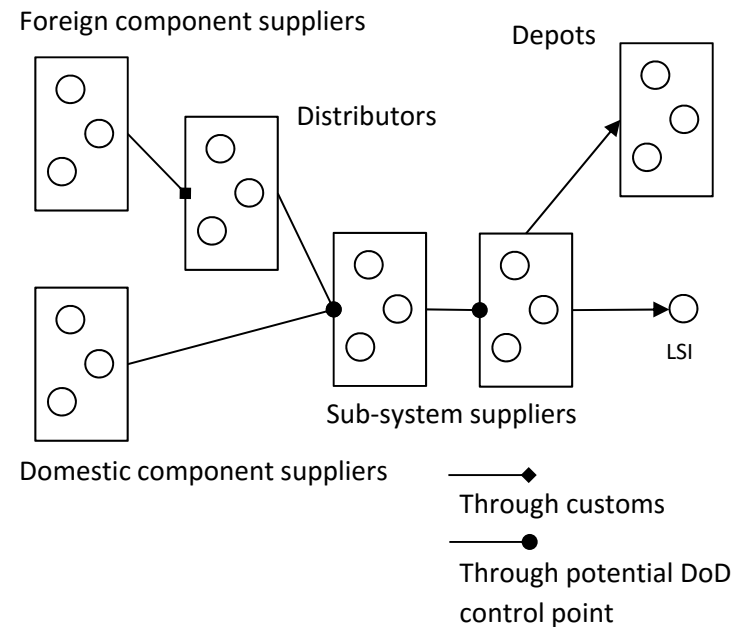 Foreign component suppliers
Depots
Distributors
LSI
Sub-system suppliers
Domestic component suppliers
Through customs
Through potential DoD
control point